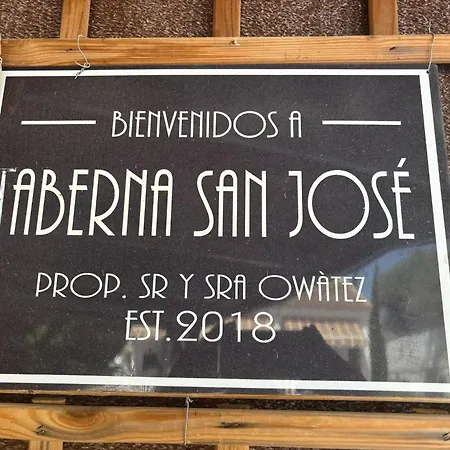 BIENVENIDOS A
TABERNA SAN JOSÉ
PROP. SR Y SRA OWÀTEZ
EST. 2018